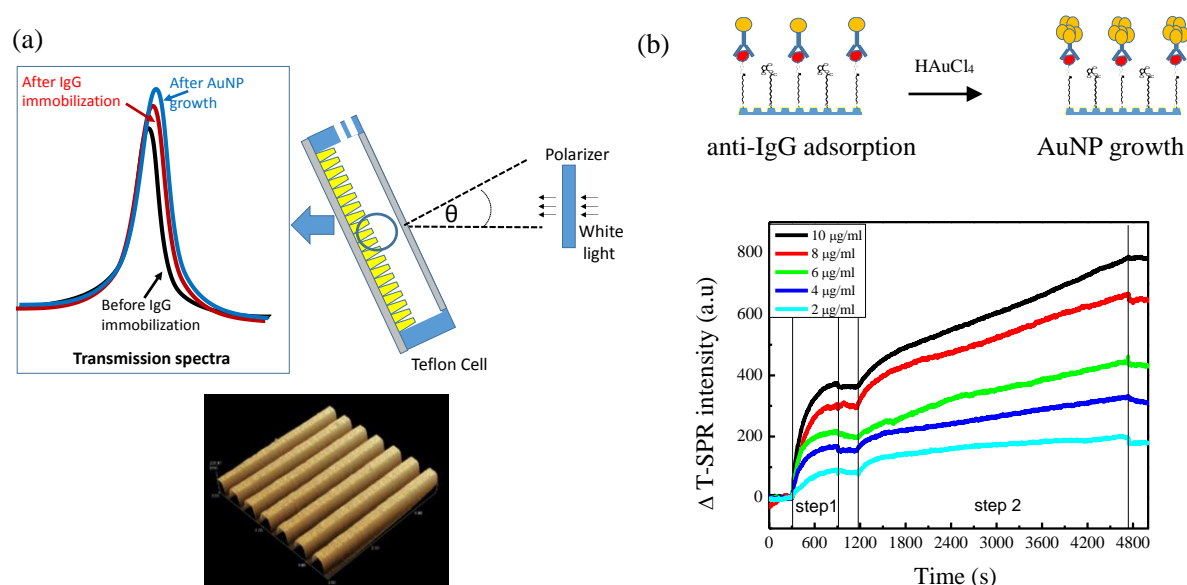 (a)
After IgG
immobilization
After AuNP
growth
Before IgG
immobilization
Transmission spectra
θ
Polarizer
White
light
Teflon Cell
(b)
HAuCl4
anti-IgG adsorption
AuNP growth
10 μg/ml
8 μg/ml
6 μg/ml
4 μg/ml
2 μg/ml
Δ T-SPR intensity (a.u)
800
600
400
200
0
step1
step 2
0 600 1200 1800 2400 3000 3600 4200 4800
Time (s)